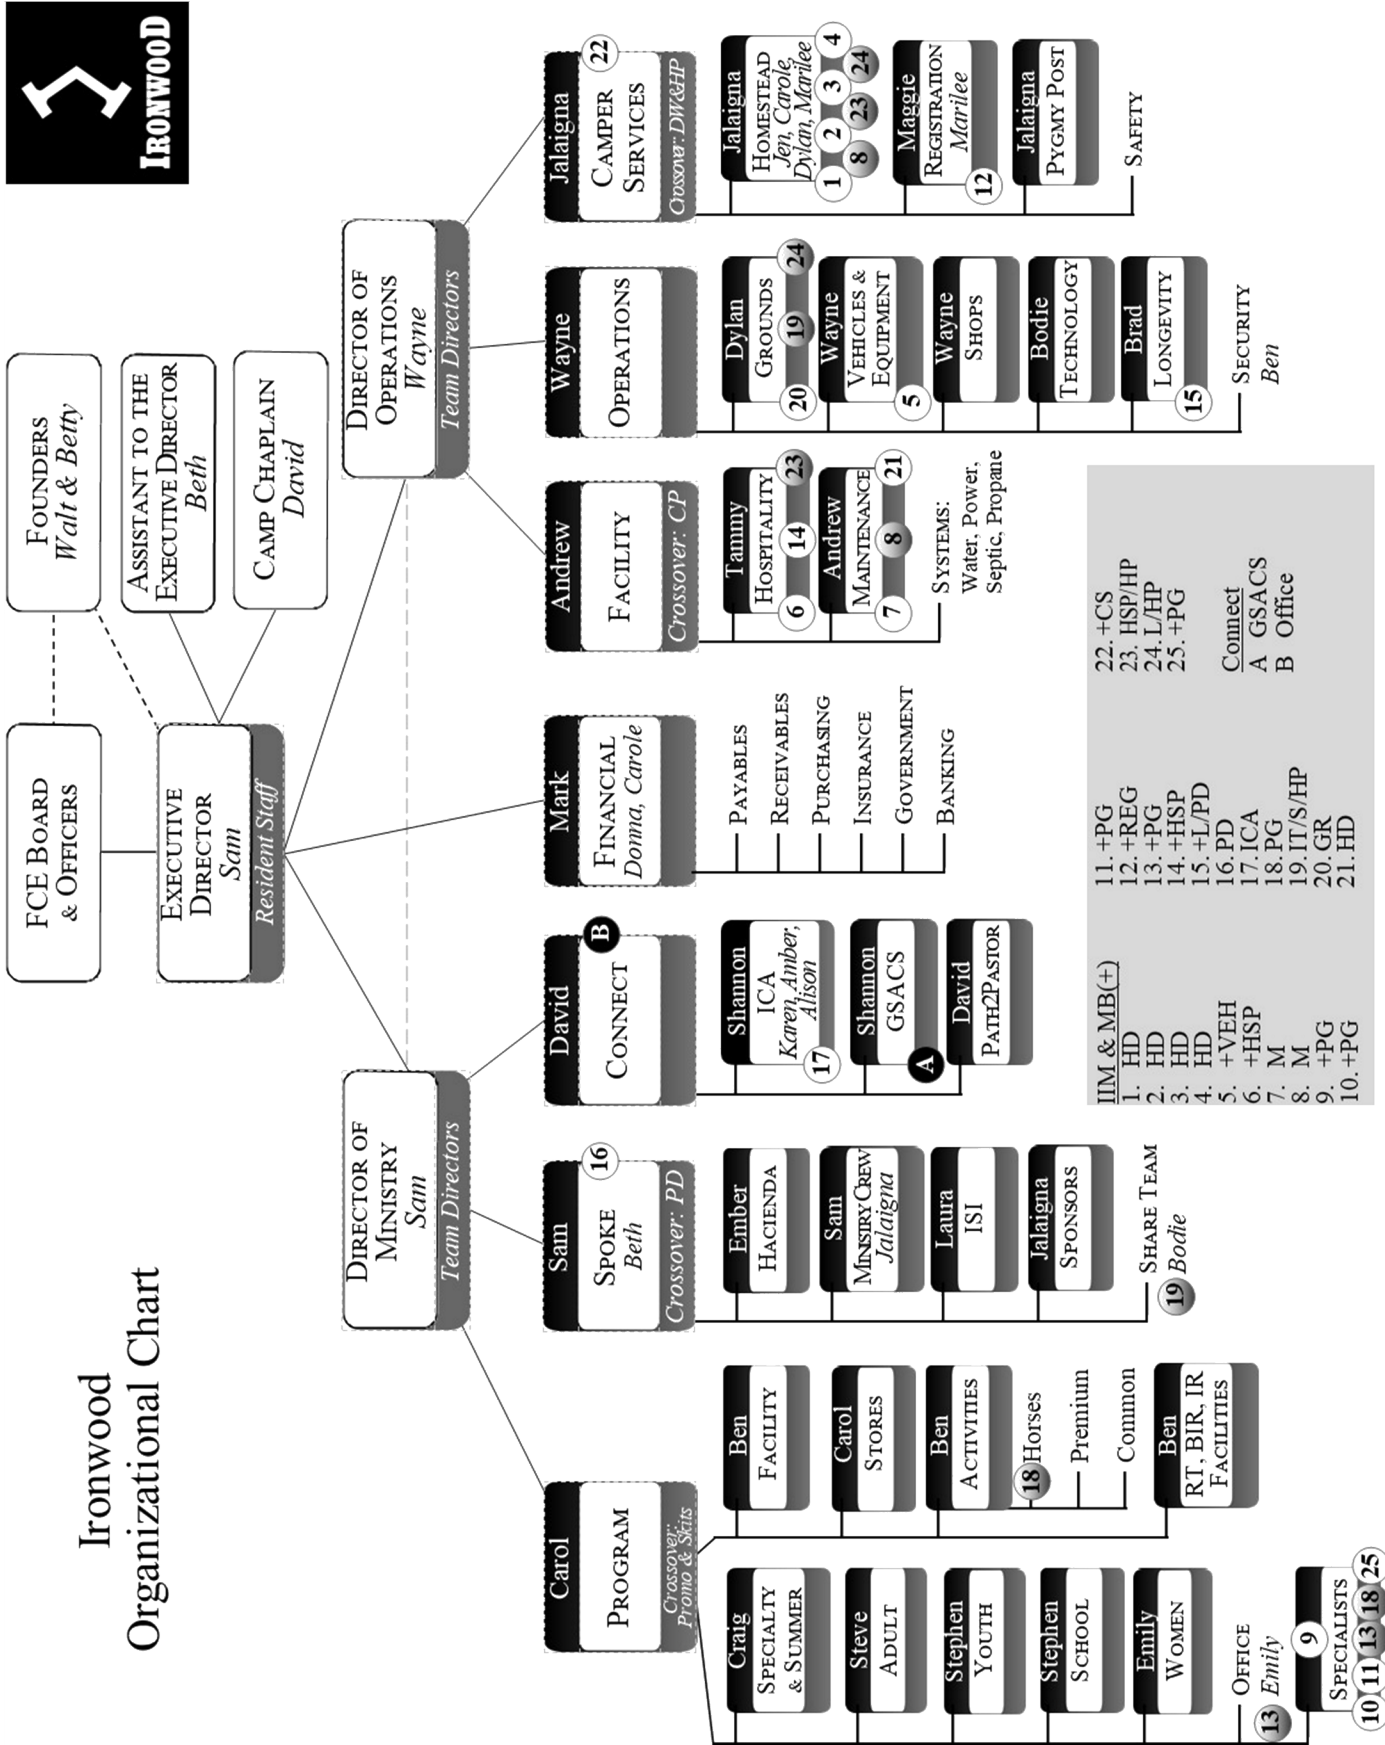 Ironwood
Organizational Chart
IRONWOOD
FCE BOARD
& OFFICERS
FOUNDERS
Walt & Betty
EXECUTIVE
DIRECTOR
Sam
Resident Staff
ASSISTANT TO THE
EXECUTIVE DIRECTOR
Beth
CAMP CHAPLAIN
David
DIRECTOR OF
MINISTRY
Sam
Team Directors
DIRECTOR OF
OPERATIONS
Wayne
Team Directors
Carol
PROGRAM
Crossover:
Promo & Skits
Craig
SPECIALTY
& SUMMER
Steve
ADULT
Stephen
YOUTH
Stephen
SCHOOL
Emily
WOMEN
OFFICE
13 Emily
9
SPECIALISTS
10 11 13 18 25
Ben
FACILITY
Carol
STORES
Ben
ACTIVITIES
18 Horses
Premium
Common
Ben
RT, BIR, IR
FACILITIES
Sam
16
SPOKE
Beth
Crossover: PD
Ember
HACIENDA
Sam
MINISTRY CREW
Jalaigna
Laura
ISI
Jalaigna
SPONSORS
SHARE TEAM
19 Bodie
David
B
CONNECT
Shannon
ICA
Karen, Amber,
Alison
17
Shannon
GSACS
A
David
PATH2PASTOR
Mark
FINANCIAL
Donna, Carole
PAYABLES
RECEIVABLES
PURCHASING
INSURANCE
GOVERNMENT
BANKING
Andrew
FACILITY
Crossover: CP
Tammy
HOSPITALITY
6 14 23
Andrew
MAINTENANCE
7 8 21
SYSTEMS:
Water, Power,
Septic, Propane
Wayne
OPERATIONS
Dylan
GROUNDS
20 19 24
Wayne
VEHICLES &
EQUIPMENT
5
Wayne
SHOPS
Bodie
TECHNOLOGY
Brad
LONGEVITY
15
SECURITY
Ben
Jalaigna
22
CAMPER
SERVICES
Crossover: DW&HP
Jalaigna
HOMESTEAD
Jen, Carole,
Dylan, Marilee
1 2 3 4
8 23 24
Maggie
REGISTRATION
Marilee
12
Jalaigna
PYGMY POST
SAFETY
IIM & MB(+)
1. HD
2. HD
3. HD
4. HD
5. +VEH
6. +HSP
7. M
8. M
9. +PG
10. +PG
11. +PG
12. +REG
13. +PG
14. +HSP
15. +L/PD
16. PD
17. ICA
18. PG
19. IT/S/HP
20. GR
21. HD
22. +CS
23. HSP/HP
24. L/HP
25. +PG
Connect
A GSACS
B Office